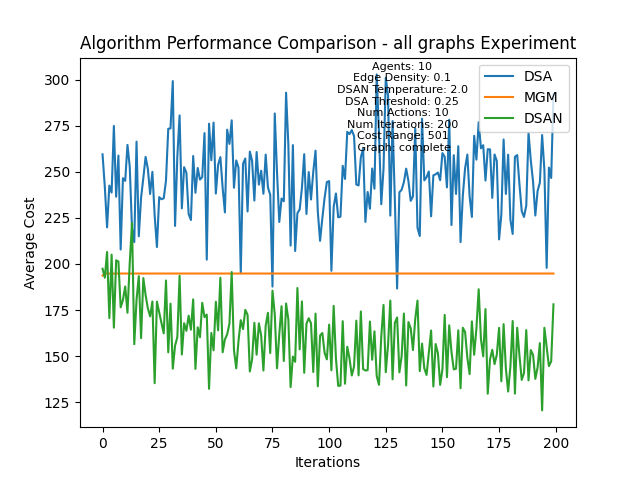 Algorithm Performance Comparison - all graphs Experiment
Agents: 10
Edge Density: 0.1
DSAN Temperature: 2.0
DSA Threshold: 0.25
Num Actions: 10
Num Iterations: 200
Cost Range: 501
Graph: complete
DSA
MGM
DSAN
Average Cost
300
275
250
225
200
175
150
125
0 25 50 75 100 125 150 175 200
Iterations